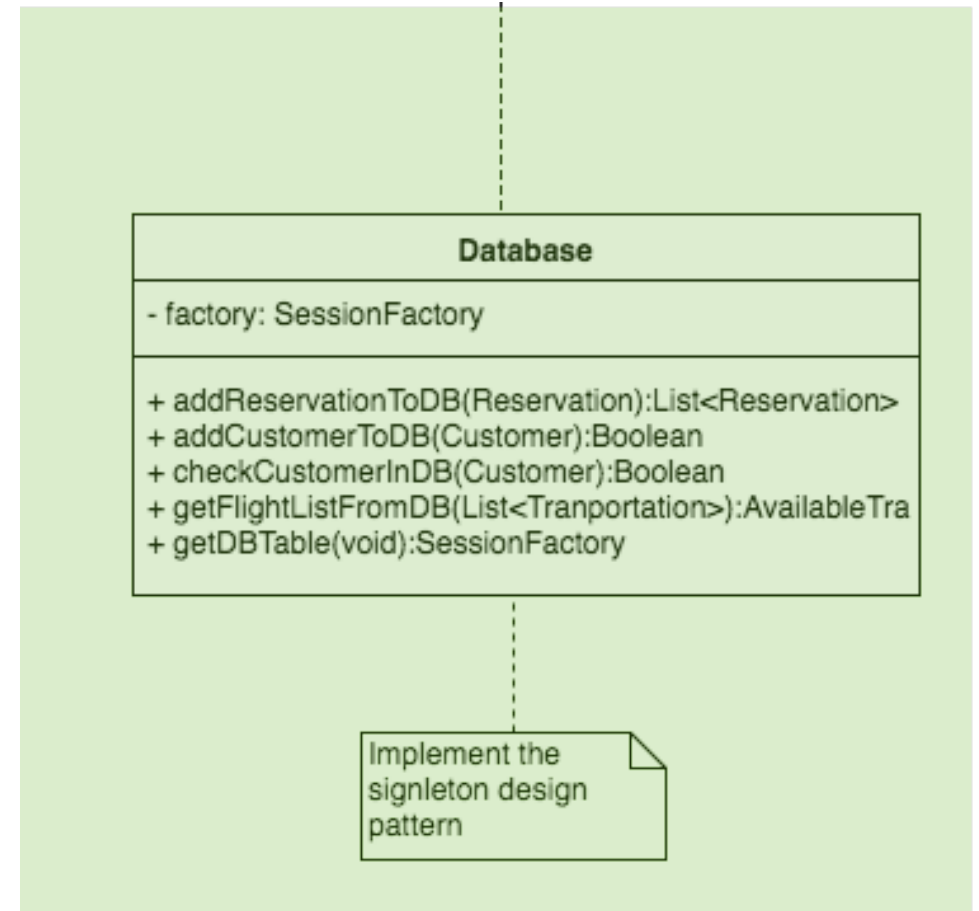 Database
- factory: SessionFactory
+ addReservationToDB(Reservation):List<Reservation>
+ addCustomerToDB(Customer):Boolean
+ checkCustomerInDB(Customer):Boolean
+ getFlightListFromDB(List<Tranportation>):AvailableTra
+ getDBTable(void):SessionFactory
Implement the
signleton design
pattern